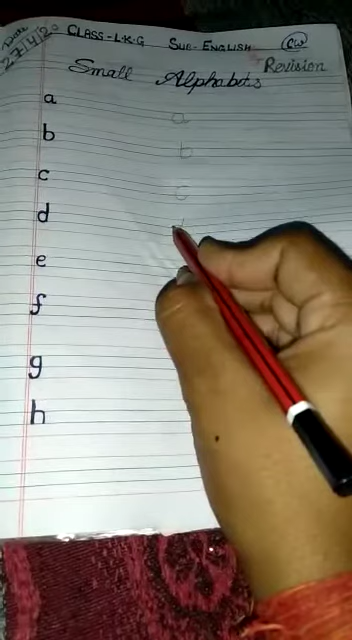 Date 27/4/20 CLASS-L.K.G SUB-ENGLISH CW
Small Alphabets Revision
a a
b b
c c
d
e
f
g
h